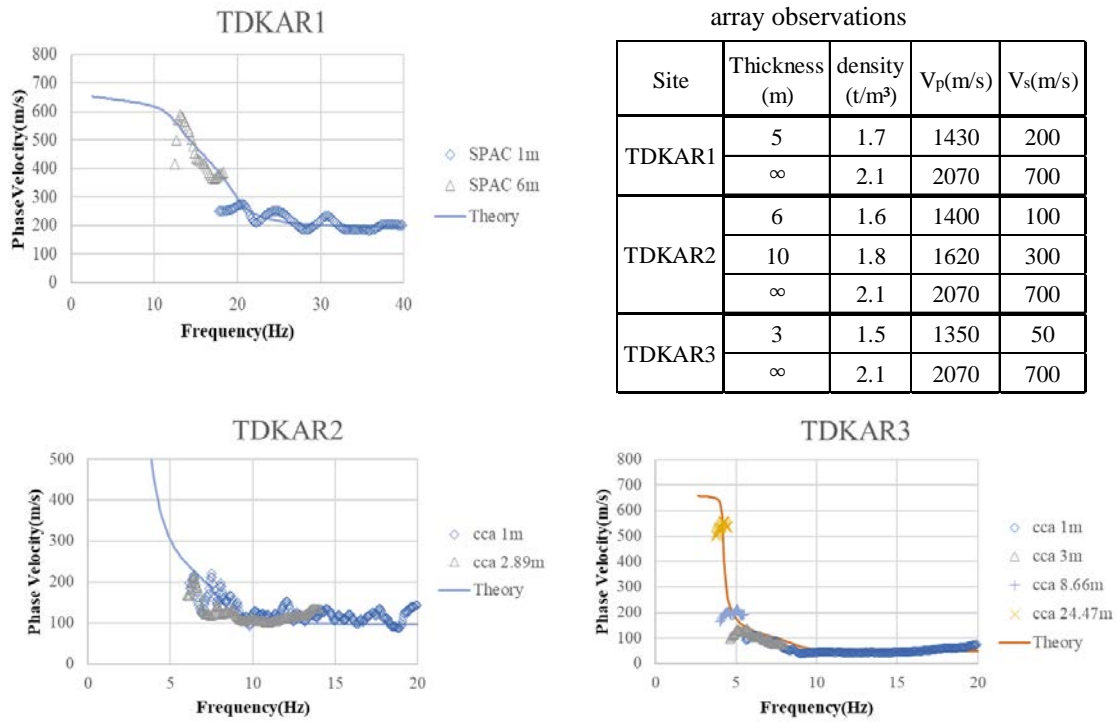 TDKAR1
800
700
600
500
400
300
200
100
0
0 10 20 30 40
PhaseVelocity(m/s)
Frequency(Hz)
SPAC 1m
SPAC 6m
Theory
array observations
Site Thickness (m) density (t/m³) Vp(m/s) Vs(m/s)
TDKAR1 5 1.7 1430 200
∞ 2.1 2070 700
TDKAR2 6 1.6 1400 100
10 1.8 1620 300
∞ 2.1 2070 700
TDKAR3 3 1.5 1350 50
∞ 2.1 2070 700
TDKAR2
500
400
300
200
100
0
0 5 10 15 20
Phase Velocity(m/s)
Frequency(Hz)
cca 1m
cca 2.89m
Theory
TDKAR3
800
700
600
500
400
300
200
100
0
0 5 10 15 20
Phase Velocity(m/s)
Frequency(Hz)
cca 1m
cca 3m
cca 8.66m
cca 24.47m
Theory